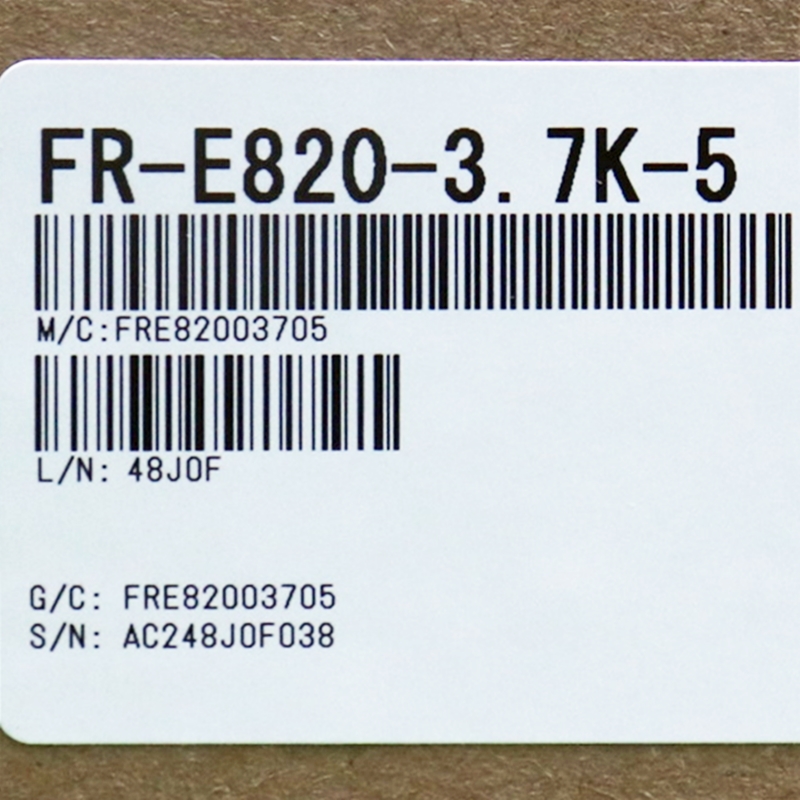 FR-E820-3.7K-5
M/C:FRE82003705
L/N: 48J0F
G/C: FRE82003705
S/N: AC248J0F038